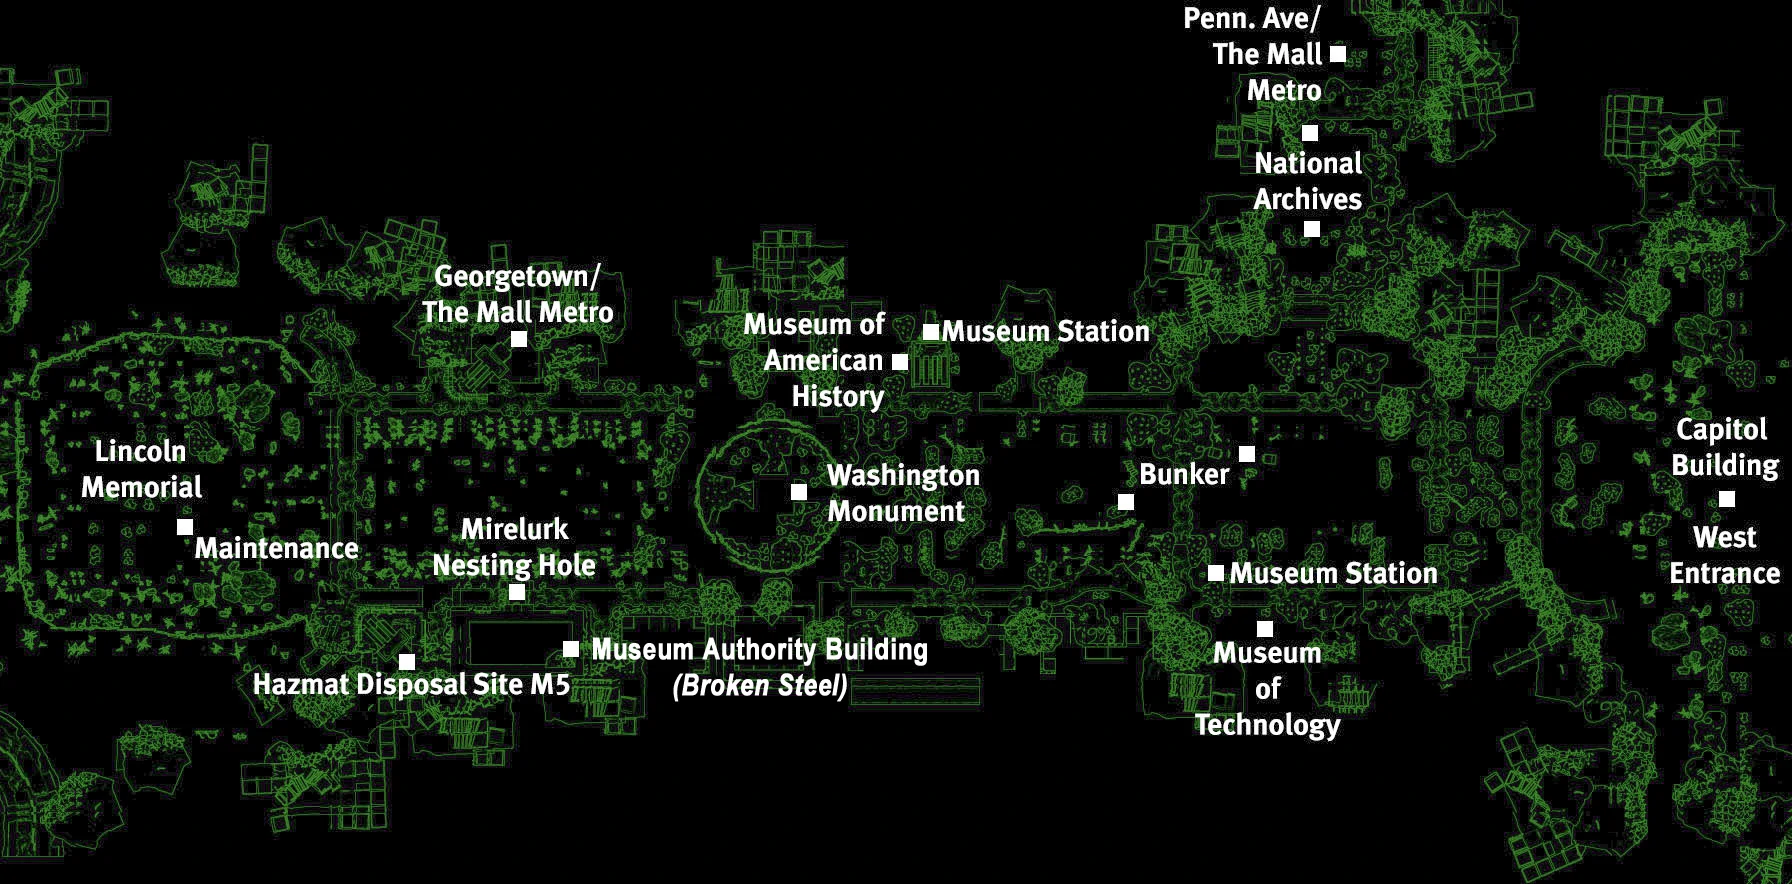 Penn. Ave/
The Mall
Metro
National
Archives
Georgetown/
The Mall Metro
Museum of
American
History
Museum Station
Lincoln
Memorial
Maintenance
Washington
Monument
Bunker
Capitol
Building
West
Entrance
Mirelurk
Nesting Hole
Museum Station
Hazmat Disposal Site M5
Museum Authority Building
(Broken Steel)
Museum
of
Technology